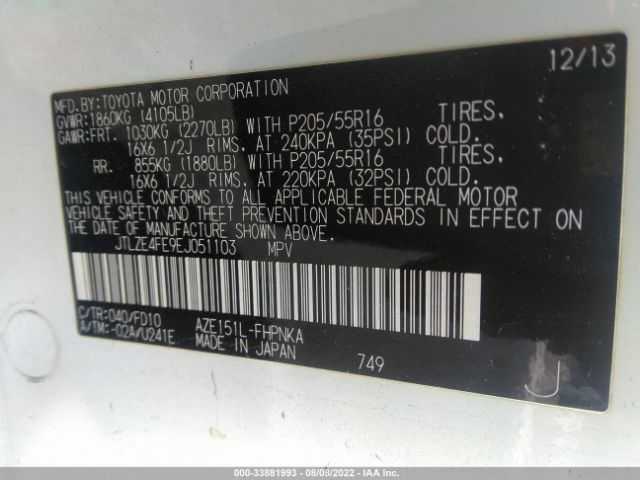 12/13
MFD.BY:TOYOTA MOTOR CORPORATION
GVWR:1860KG (4105LB)
GAWR:FRT. 1030KG (2270LB) WITH P205/55R16 TIRES,
16X6 1/2J RIMS, AT 240KPA (35PSI) COLD.
RR. 855KG (1880LB) WITH P205/55R16 TIRES,
16X6 1/2J RIMS, AT 220KPA (32PSI) COLD.
THIS VEHICLE CONFORMS TO ALL APPLICABLE FEDERAL MOTOR
VEHICLE SAFETY AND THEFT PREVENTION STANDARDS IN EFFECT ON
THE DATE OF MANUFACTURE SHOWN ABOVE.
JTLZE4FE9EJ051103 MPV
C/TR:040/FD10 AZE151L-FHPNKA
A/TM:-02A/U241E MADE IN JAPAN
749
J
000-33881993 - 08/08/2022 - IAA Inc.